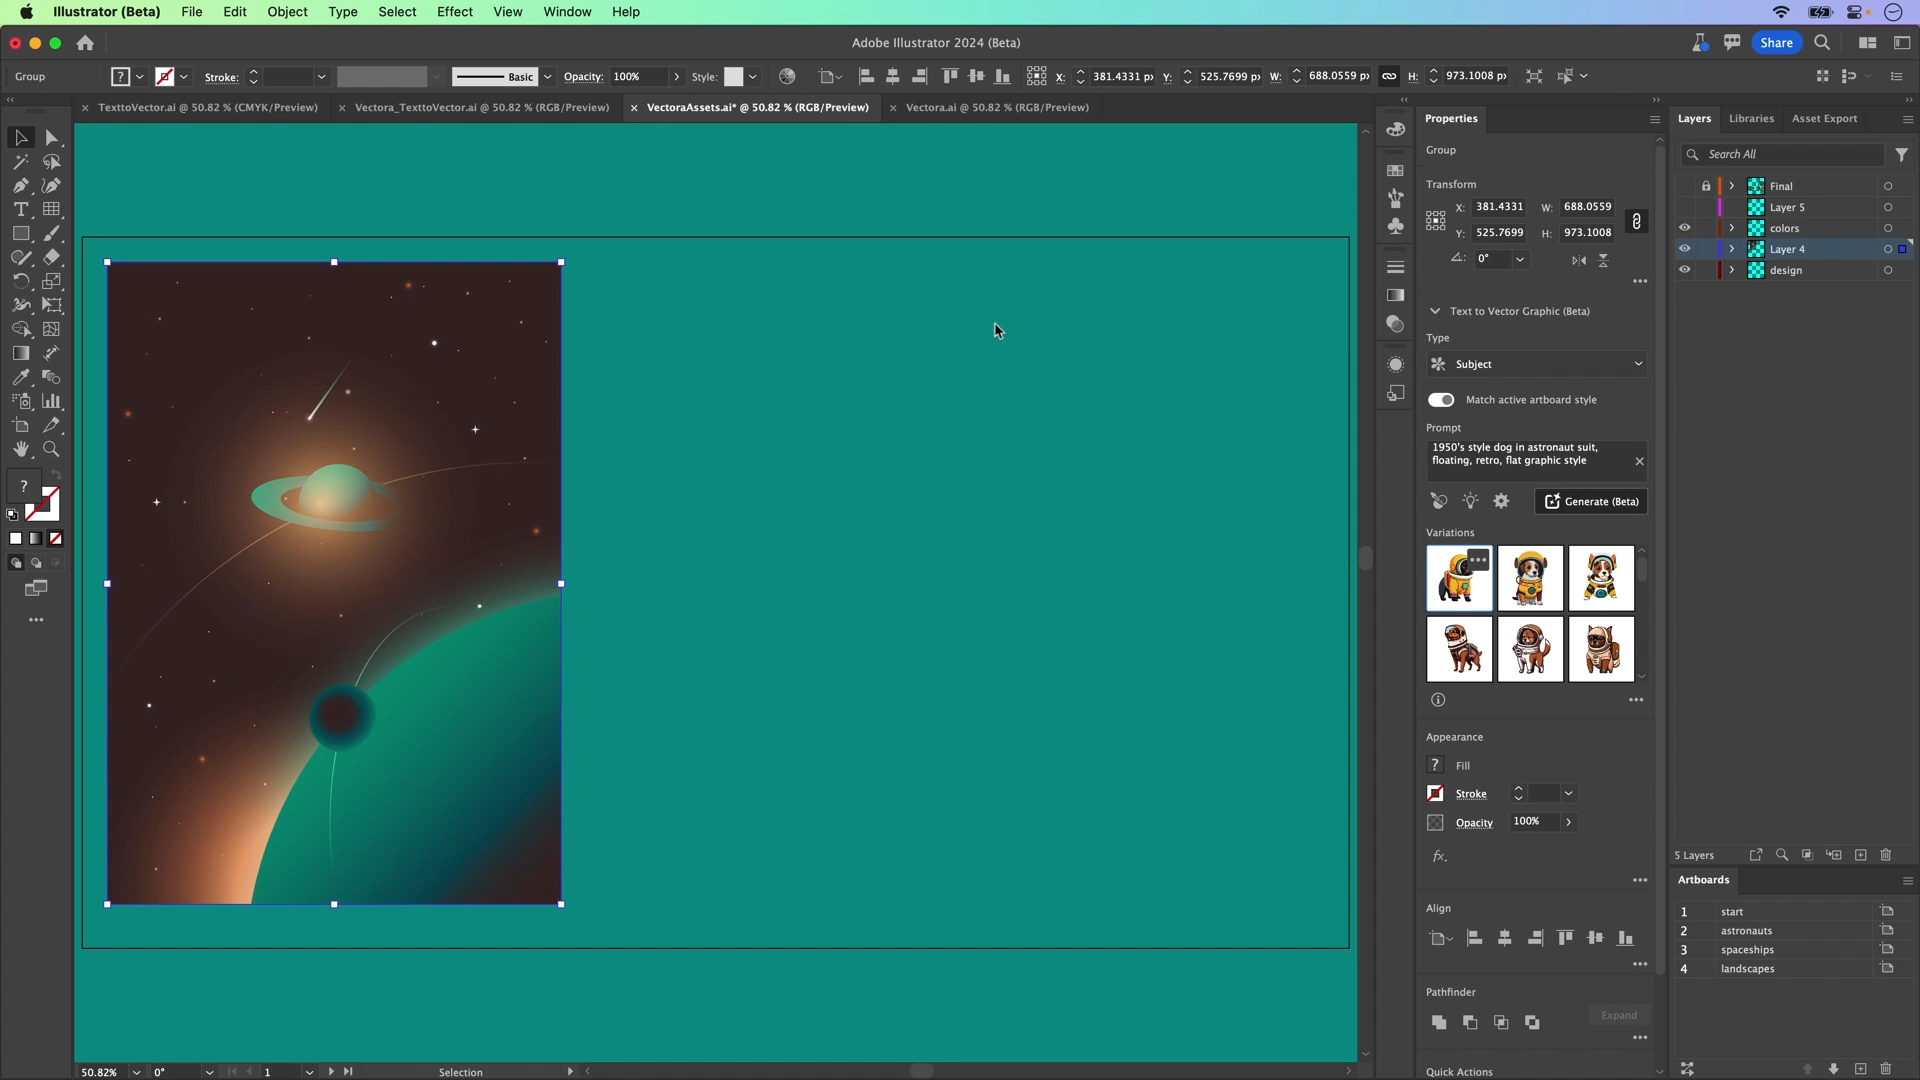 Illustrator (Beta) File Edit Object Type Select Effect View Window Help
Adobe Illustrator 2024 (Beta)
Share
Group ? Stroke: Basic Opacity: 100% Style: X: 381.4331 p Y: 525.7699 p W: 688.0559 p H: 973.1008 p
TexttoVector.ai @ 50.82 % (CMYK/Preview)
Vectora_TexttoVector.ai @ 50.82 % (RGB/Preview)
VectoraAssets.ai* @ 50.82 % (RGB/Preview)
Vectora.ai @ 50.82 % (RGB/Preview)
?
50.82% 0° 1 Selection
Properties
Group
Transform
X: 381.4331 W: 688.0559
Y: 525.7699 H: 973.1008
0°
Text to Vector Graphic (Beta)
Type
Subject
Match active artboard style
Prompt
1950's style dog in astronaut suit,
floating, retro, flat graphic style
Generate (Beta)
Variations
Appearance
? Fill
Stroke
Opacity 100%
fx.
Align
Pathfinder
Expand
Quick Actions
Layers Libraries Asset Export
Search All
Final
Layer 5
colors
Layer 4
design
5 Layers
Artboards
1 start
2 astronauts
3 spaceships
4 landscapes